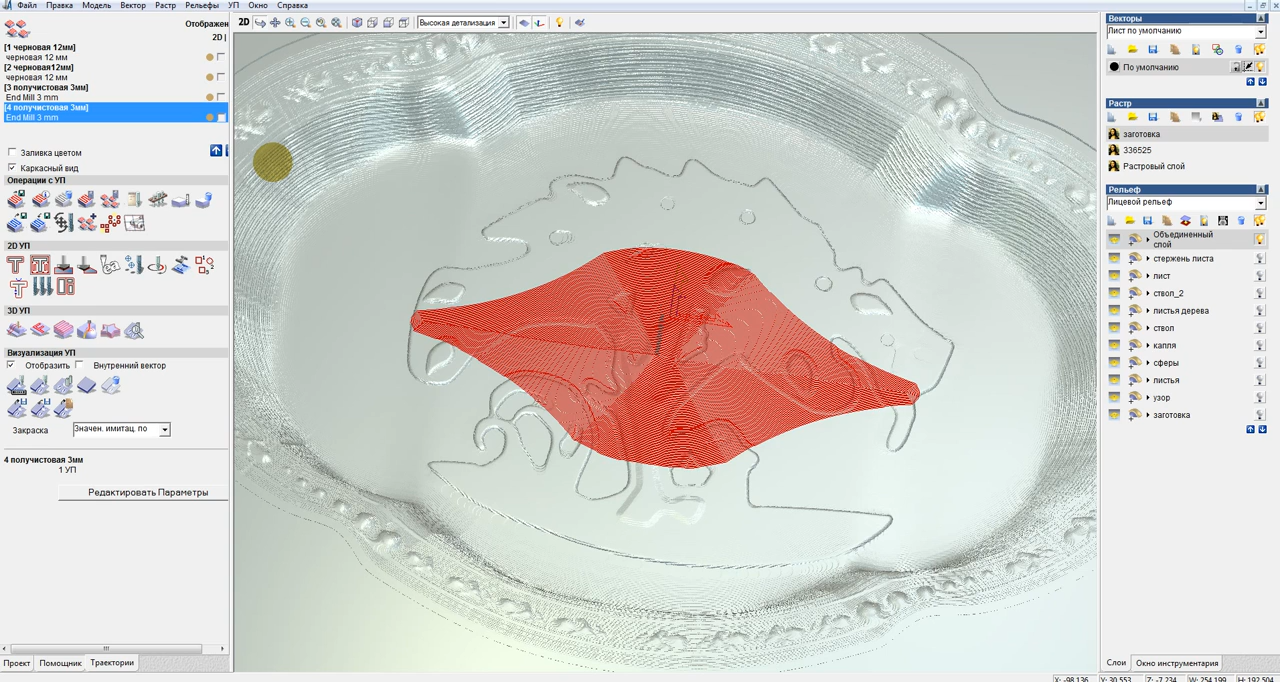 Файл Правка Модель Вектор Растр Рельефы УП Окно Справка
Отображен
2D |
[1 черновая 12мм]
черновая 12 мм
[2 черновая12мм]
черновая 12 мм
[3 получистовая 3мм]
End Mill 3 mm
[4 получистовая 3мм]
End Mill 3 mm
Заливка цветом
Каркасный вид
Операции с УП
2D УП
3D УП
Визуализация УП
Отобразить Внутренний вектор
Закраска Значен. имитац. по
4 получистовая 3мм
1 УП
Редактировать Параметры
Проект Помощник Траектории
2D Высокая детализация
Векторы
Лист по умолчанию
По умолчанию
Растр
заготовка
336525
Растровый слой
Рельеф
Лицевой рельеф
Объединенный
слой
стержень листа
лист
ствол_2
листья дерева
ствол
капля
сферы
листья
узор
заготовка
Слои Окно инструментария
X: -98.136 Y: 30.553 Z: -7.234 W: 254.199 H: 192.504